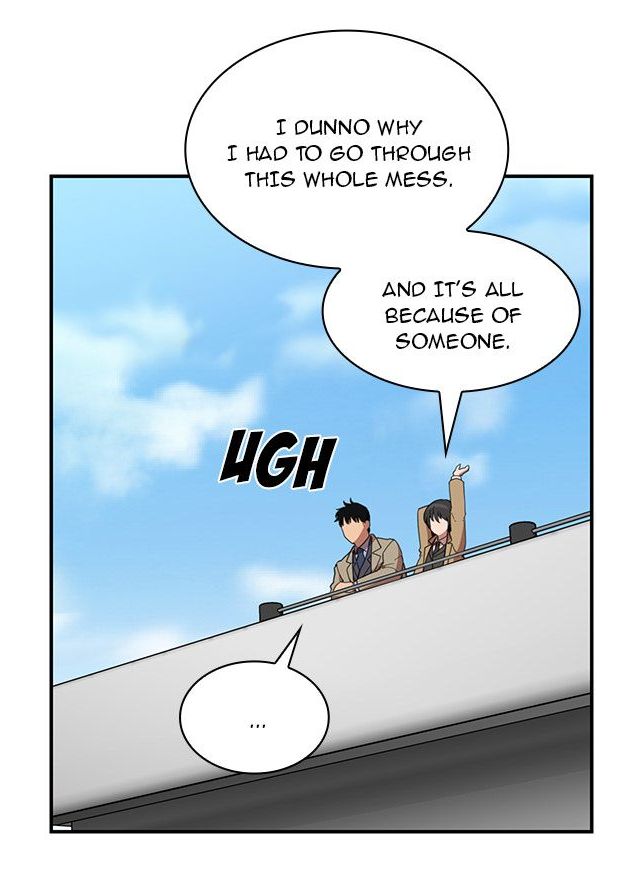 I DUNNO WHY
I HAD TO GO THROUGH
THIS WHOLE MESS.
AND IT'S ALL
BECAUSE OF
SOMEONE.
UGH
...